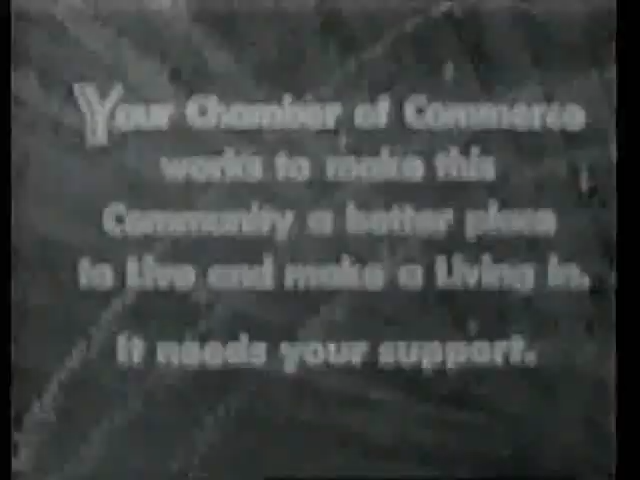 Your Chamber of Commerce
works to make this
Community a better place
to Live and make a Living in.
It needs your support.